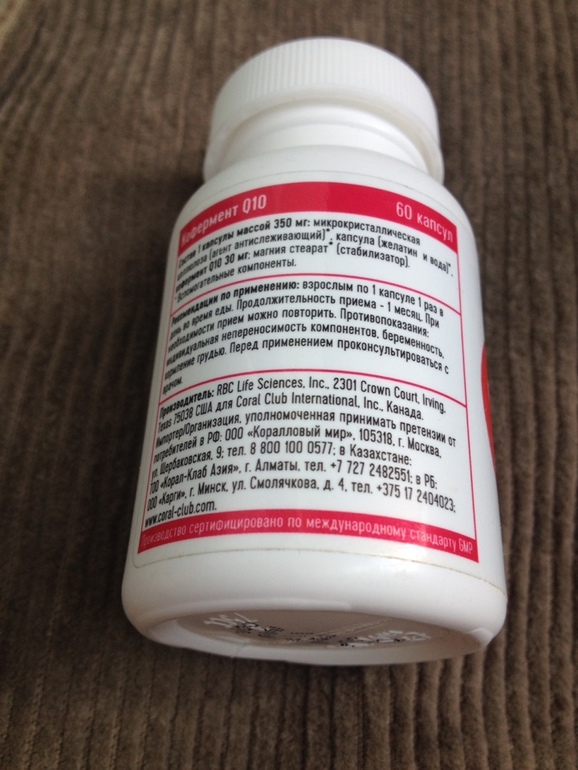 Кофермент Q10 60 капсул
Состав 1 капсулы массой 350 мг: микрокристаллическая
целлюлоза (агент антислеживающий)*, капсула (желатин и вода)*,
кофермент Q10 30 мг; магния стеарат* (стабилизатор).
*Вспомогательные компоненты.
Рекомендации по применению: взрослым по 1 капсуле 1 раз в
день во время еды. Продолжительность приема - 1 месяц. При
необходимости прием можно повторить. Противопоказания:
индивидуальная непереносимость компонентов, беременность,
кормление грудью. Перед применением проконсультироваться с
врачом.
Производитель: RBC Life Sciences, Inc., 2301 Crown Court, Irving,
Texas 75038 США для Coral Club International, Inc., Канада.
Импортер/Организация, уполномоченная принимать претензии от
потребителей в РФ: ООО «Коралловый мир», 105318, г. Москва,
ул. Щербаковская, 9; тел. 8 800 100 0577; в Казахстане:
ТОО «Корал-Клаб Азия», г. Алматы, тел. +7 727 2482551; в РБ:
ООО «Карги», г. Минск, ул. Смолячкова, д. 4, тел. +375 17 2404023;
www.coral-club.com.
Производство сертифицировано по международному стандарту GMP